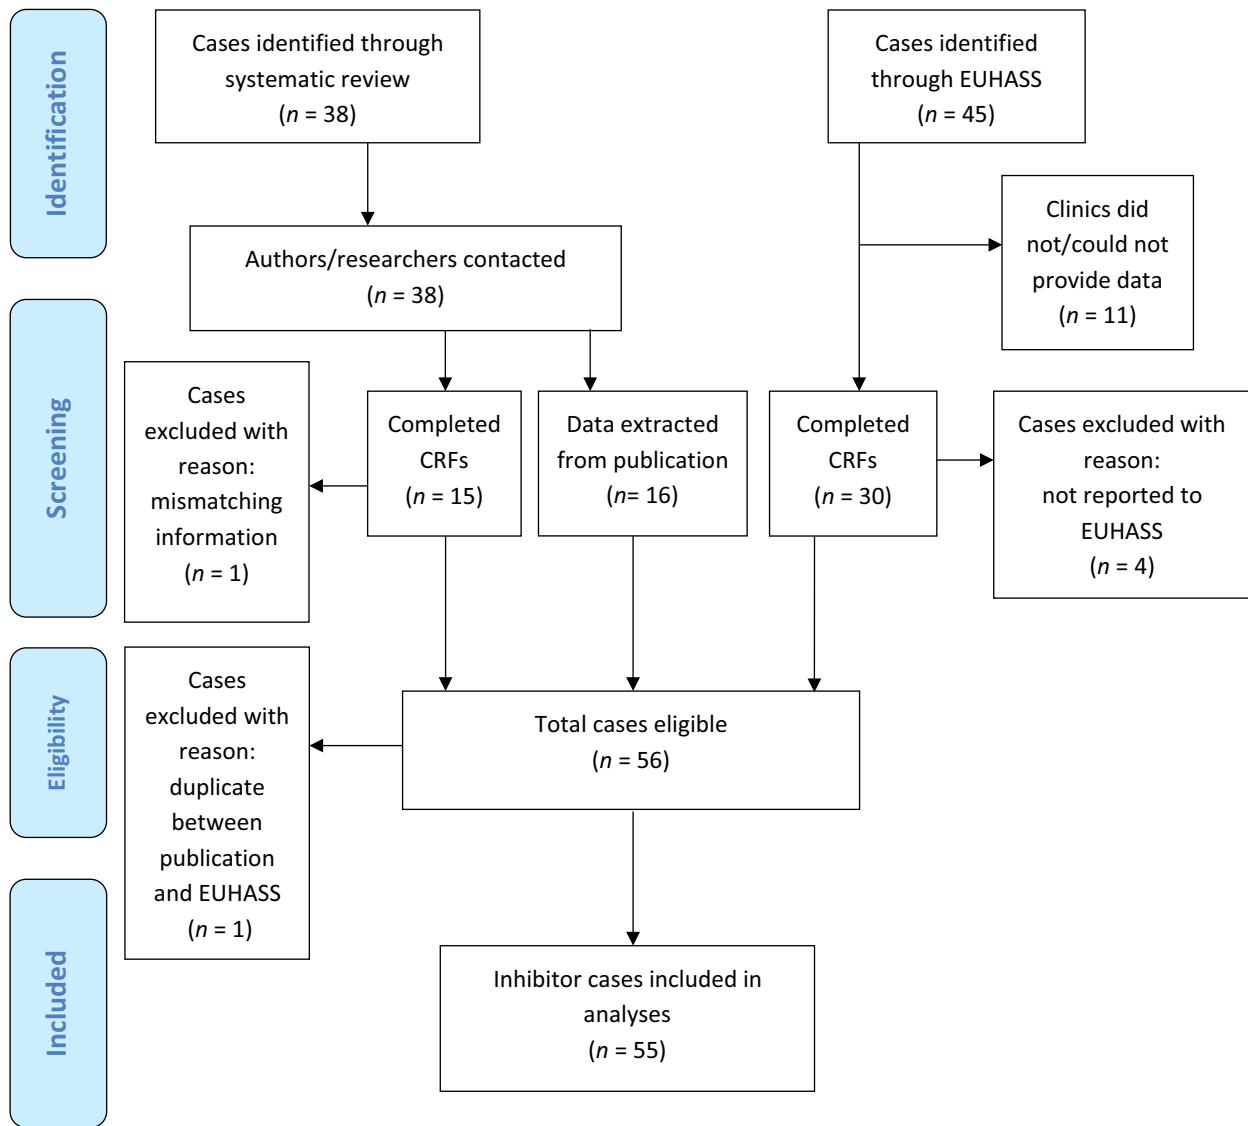 Identification
Cases identified through
systematic review
(n = 38)
Cases identified
through EUHASS
(n = 45)
Clinics did
not/could not
provide data
(n = 11)
Authors/researchers contacted
(n = 38)
Screening
Cases
excluded with
reason:
mismatching
information
(n = 1)
Completed
CRFs
(n = 15)
Data extracted
from publication
(n= 16)
Completed
CRFs
(n = 30)
Cases excluded with
reason:
not reported to
EUHASS
(n = 4)
Eligibility
Cases
excluded with
reason:
duplicate
between
publication
and EUHASS
(n = 1)
Total cases eligible
(n = 56)
Included
Inhibitor cases included in
analyses
(n = 55)